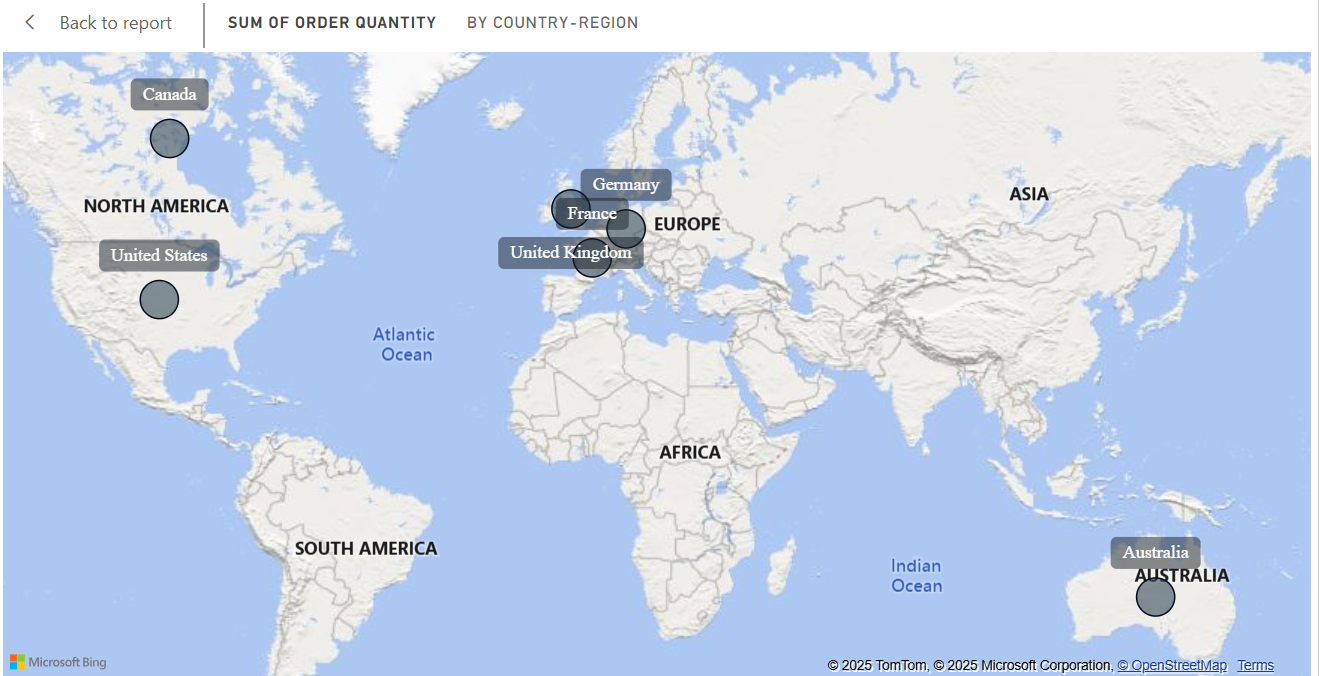 Back to report
SUM OF ORDER QUANTITY
BY COUNTRY-REGION
Canada
Germany
ASIA
NORTH AMERICA
France
EUROPE
United States
United Kingdom
Atlantic
Ocean
AFRICA
SOUTH AMERICA
Australia
Indian
Ocean
AUSTRALIA
Microsoft Bing
© 2025 TomTom, © 2025 Microsoft Corporation, © OpenStreetMap Terms